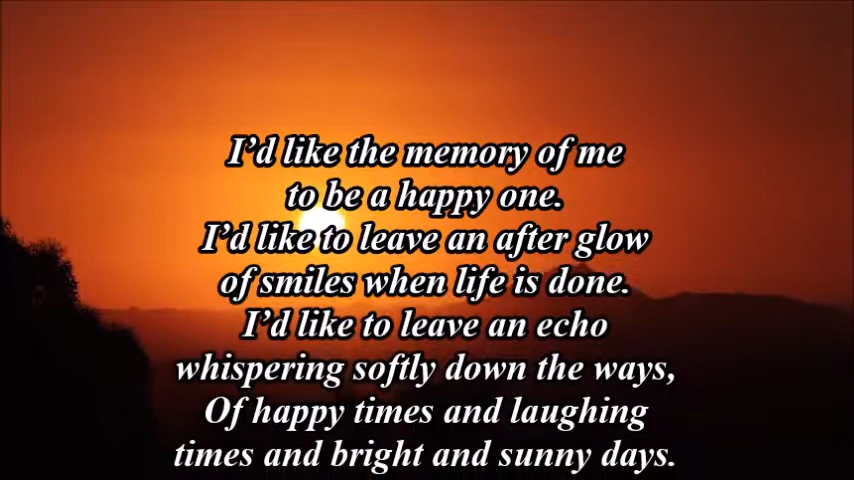 I’d like the memory of me
to be a happy one.
I’d like to leave an after glow
of smiles when life is done.
I’d like to leave an echo
whispering softly down the ways,
Of happy times and laughing
times and bright and sunny days.